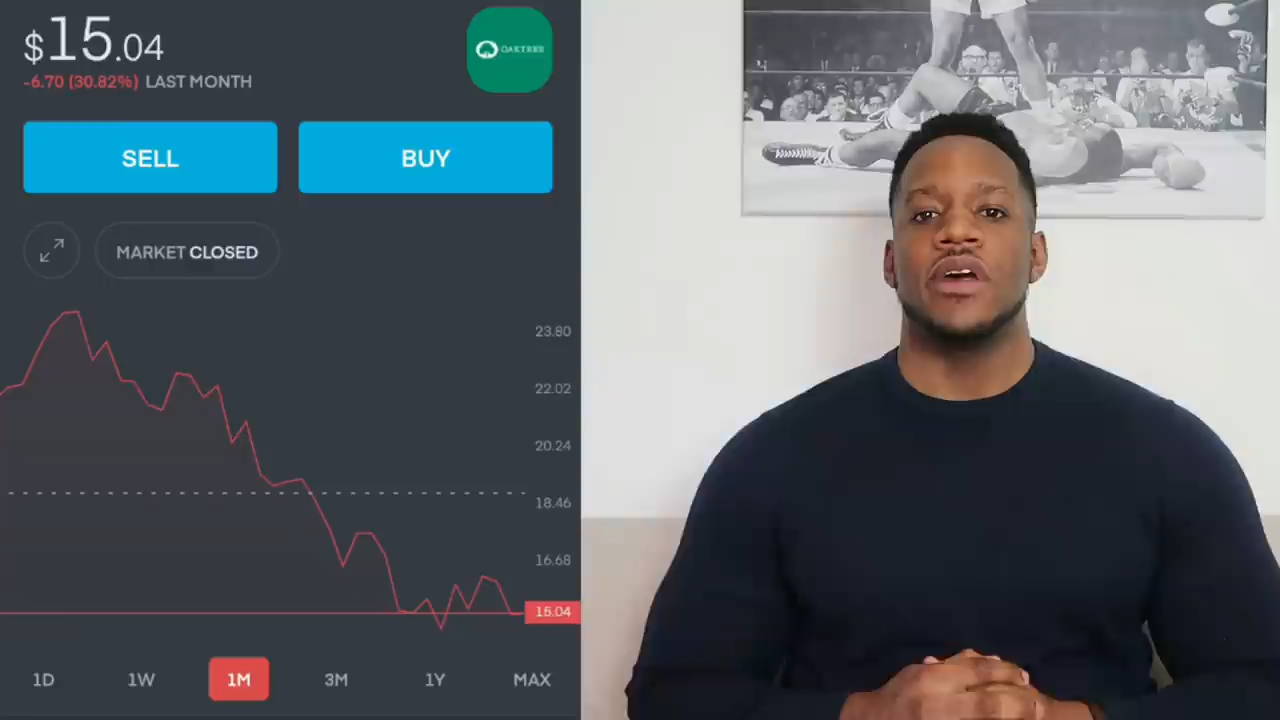 $15.04
-6.70 (30.82%) LAST MONTH
OAKTREE
SELL
BUY
MARKET CLOSED
23.80
22.02
20.24
18.46
16.68
15.04
1D
1W
1M
3M
1Y
MAX